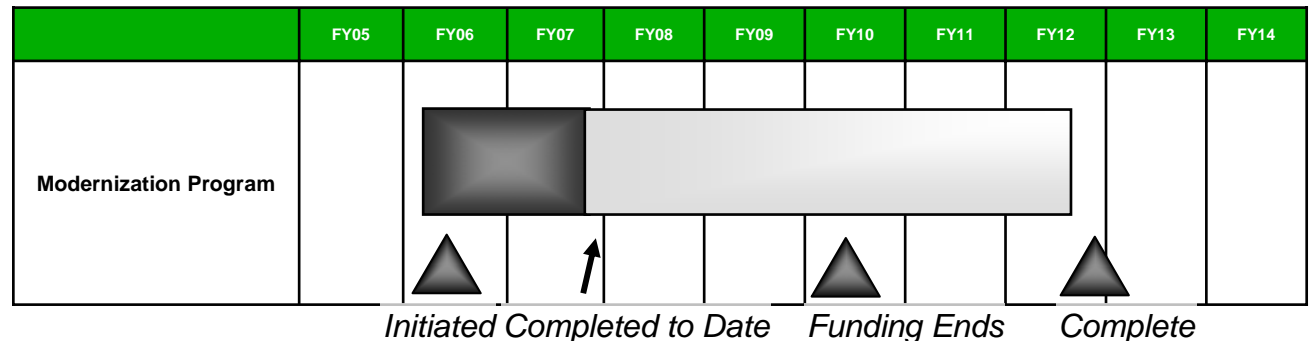 FY05 FY06 FY07 FY08 FY09 FY10 FY11 FY12 FY13 FY14
Modernization Program
Initiated Completed to Date Funding Ends Complete